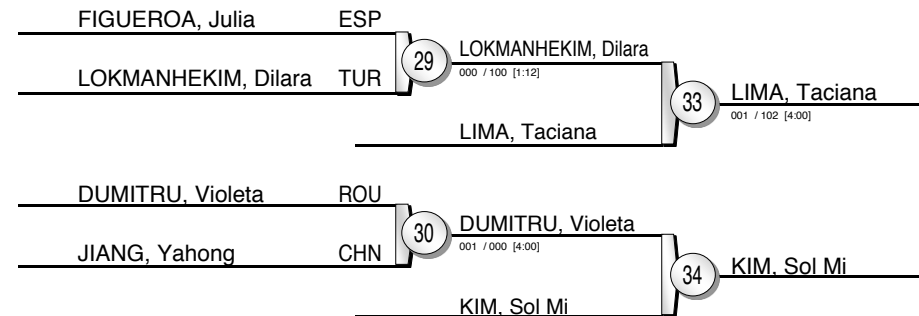 FIGUEROA, Julia ESP
LOKMANHEKIM, Dilara TUR
29
LOKMANHEKIM, Dilara
000 / 100 [1:12]
LIMA, Taciana
33
LIMA, Taciana
001 / 102 [4:00]
DUMITRU, Violeta ROU
JIANG, Yahong CHN
30
DUMITRU, Violeta
001 / 000 [4:00]
KIM, Sol Mi
34
KIM, Sol Mi